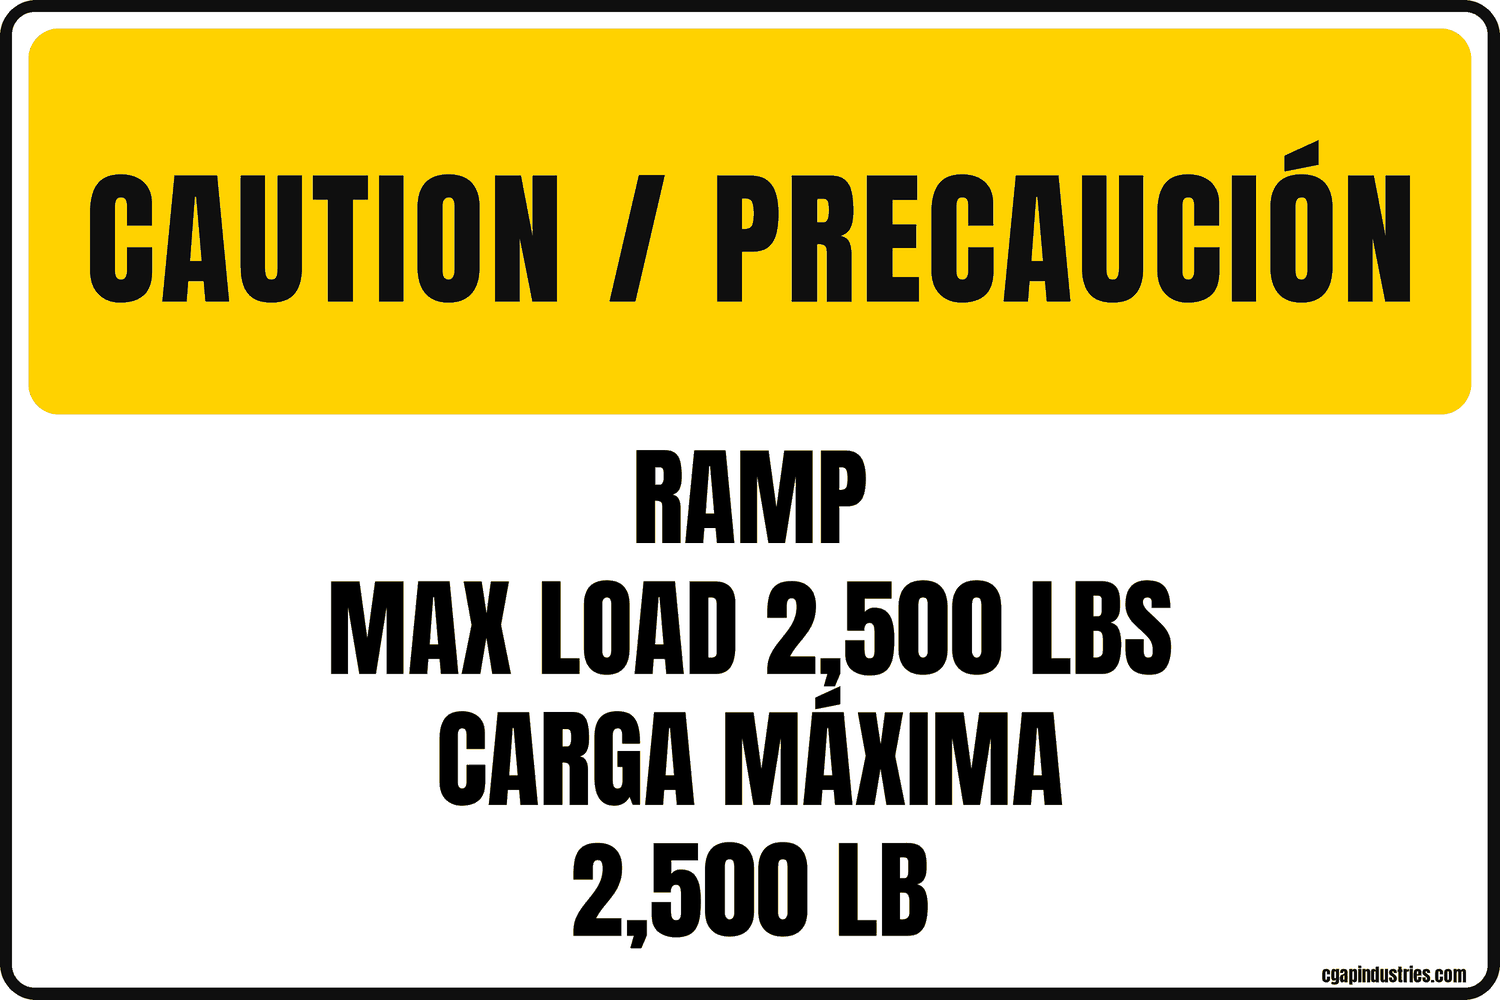 CAUTION / PRECAUCIÓN
RAMP
MAX LOAD 2,500 LBS
CARGA MÁXIMA
2,500 LB
cgapindustries.com